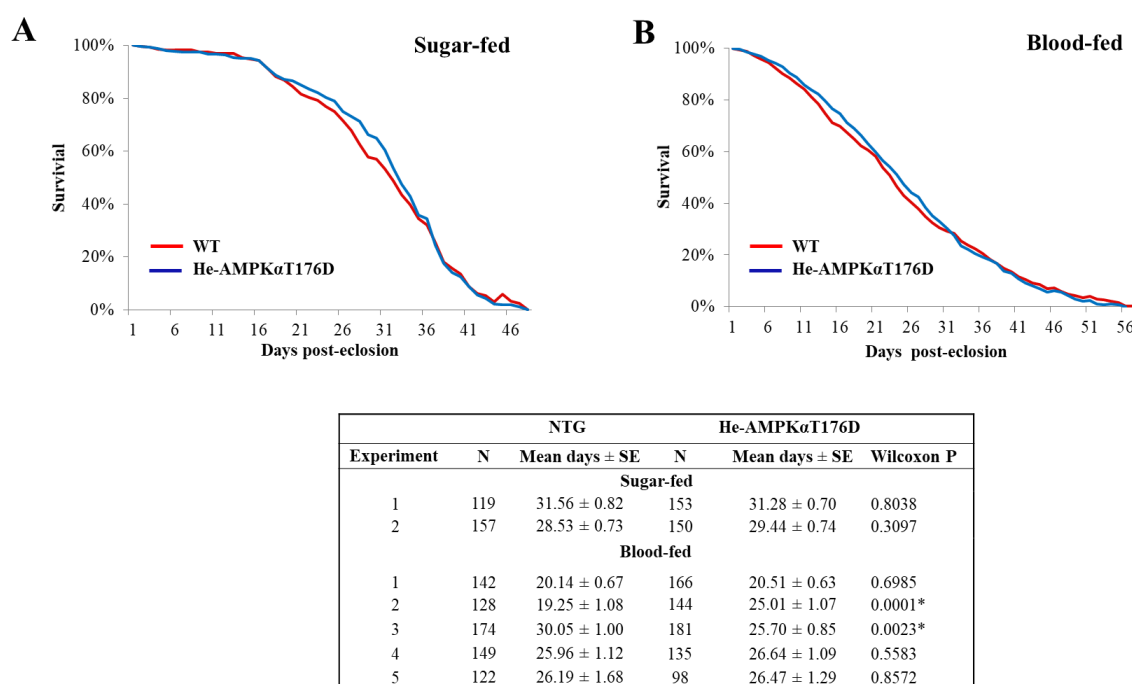 A
Sugar-fed
100%
80%
60%
40%
20%
0%
Survivial
WT
He-AMPKαT176D
1 6 11 16 21 26 31 36 41 46
Days post-eclosion
B
Blood-fed
100%
80%
60%
40%
20%
0%
Survival
WT
He-AMPKαT176D
1 6 11 16 21 26 31 36 41 46 51 56
Days post-eclosion
NTG He-AMPKαT176D
Experiment N Mean days ± SE N Mean days ± SE Wilcoxon P
Sugar-fed
1 119 31.56 ± 0.82 153 31.28 ± 0.70 0.8038
2 157 28.53 ± 0.73 150 29.44 ± 0.74 0.3097
Blood-fed
1 142 20.14 ± 0.67 166 20.51 ± 0.63 0.6985
2 128 19.25 ± 1.08 144 25.01 ± 1.07 0.0001*
3 174 30.05 ± 1.00 181 25.70 ± 0.85 0.0023*
4 149 25.96 ± 1.12 135 26.64 ± 1.09 0.5583
5 122 26.19 ± 1.68 98 26.47 ± 1.29 0.8572